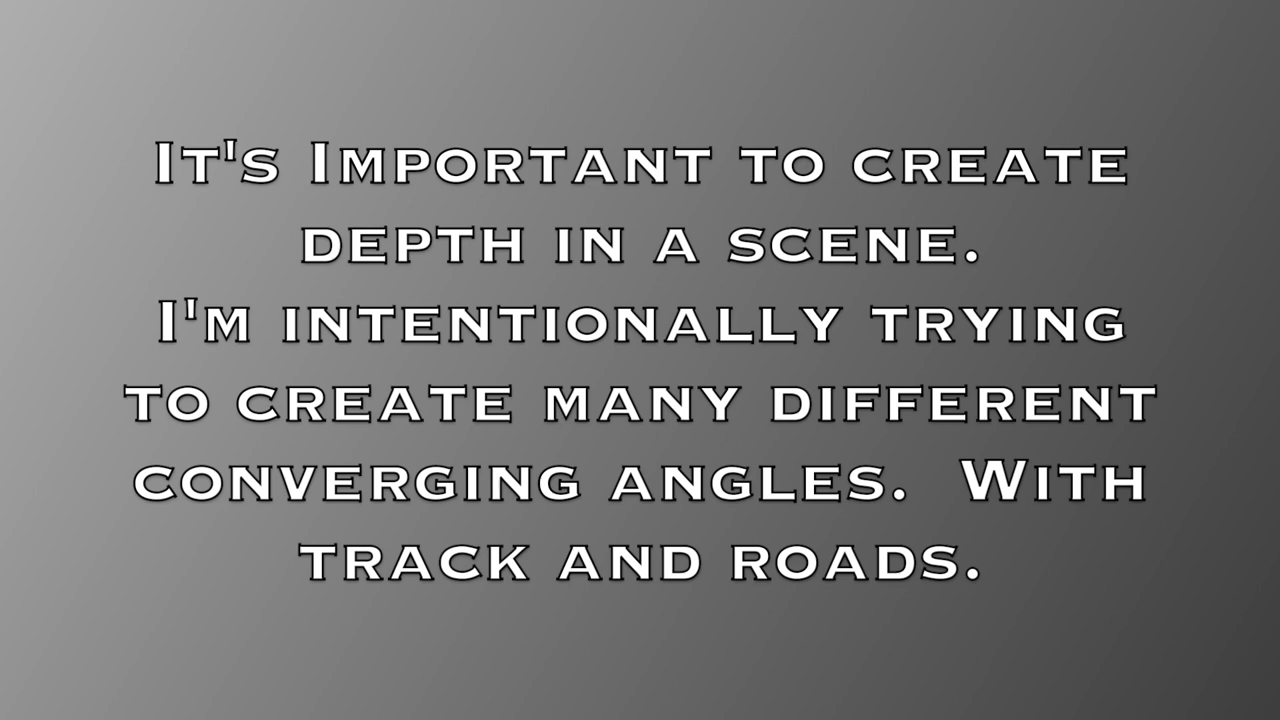 It's Important to create
depth in a scene.
I'm intentionally trying
to create many different
converging angles.  With
track and roads.